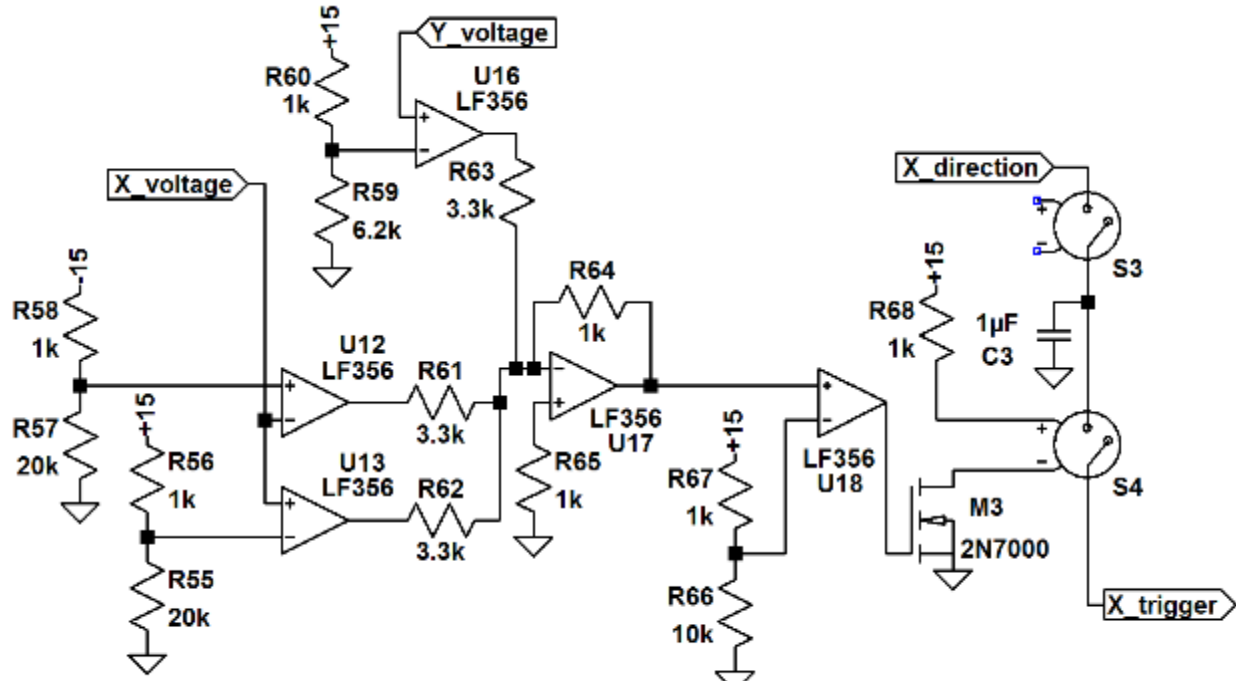 +15
Y_voltage
R60
1k
U16
LF356
X_voltage
R59
6.2k
R63
3.3k
X_direction
+
-
S3
-15
R58
1k
R64
1k
+15
R68
1k
1µF
C3
U12
LF356
R61
3.3k
+
-
R57
20k
+15
R56
1k
U13
LF356
R62
3.3k
+
-
-
+
LF356
U17
R65
1k
+15
R67
1k
+
-
LF356
U18
+
-
S4
M3
2N7000
R55
20k
R66
10k
X_trigger
+
-